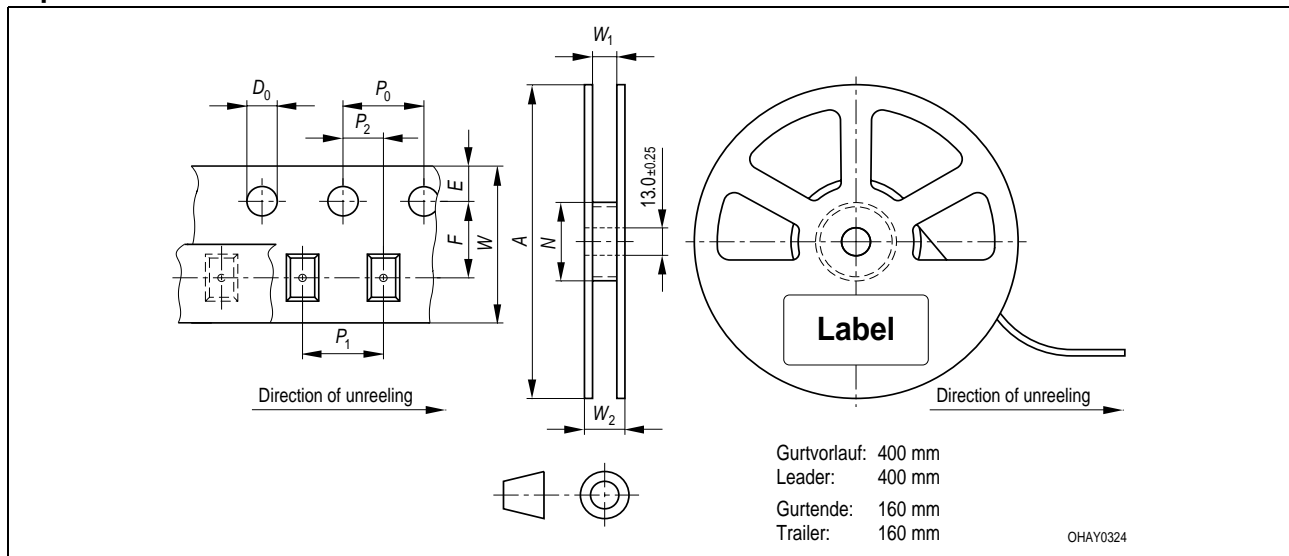 W1
D0
P0
P2
E
F
W
A
N
13.0±0.25
P1
W2
Label
Direction of unreeling
Direction of unreeling
Gurtvorlauf: 400 mm
Leader: 400 mm
Gurtende: 160 mm
Trailer: 160 mm
OHAY0324